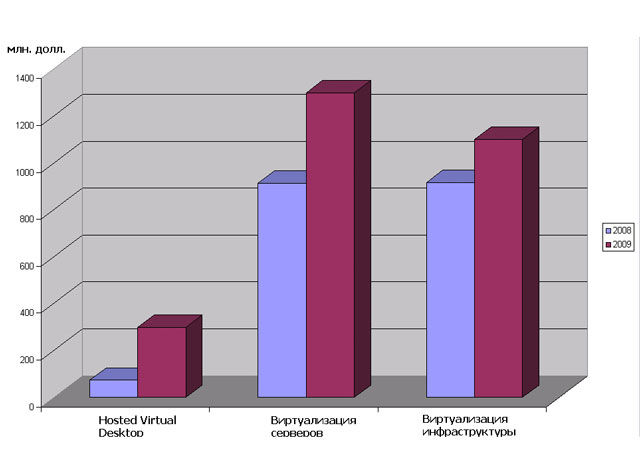 млн. долл.
1400
1200
1000
800
600
400
200
0
Hosted Virtual
Desktop
Виртуализация
серверов
Виртуализация
инфраструктуры
2008
2009